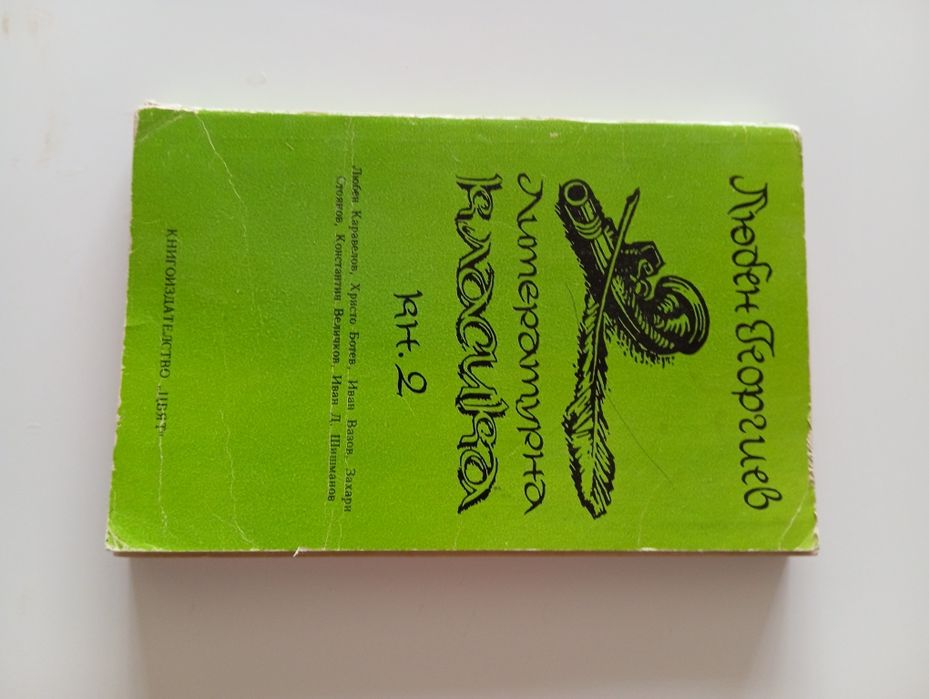 Любен Георгиев
Литературна
класика
кн. 2
Любен Каравелов, Христо Ботев, Иван Вазов, Захари
Стоянов, Константин Величков, Иван Д. Шишманов
КНИГОИЗДАТЕЛСТВО „ЦВЯТ“